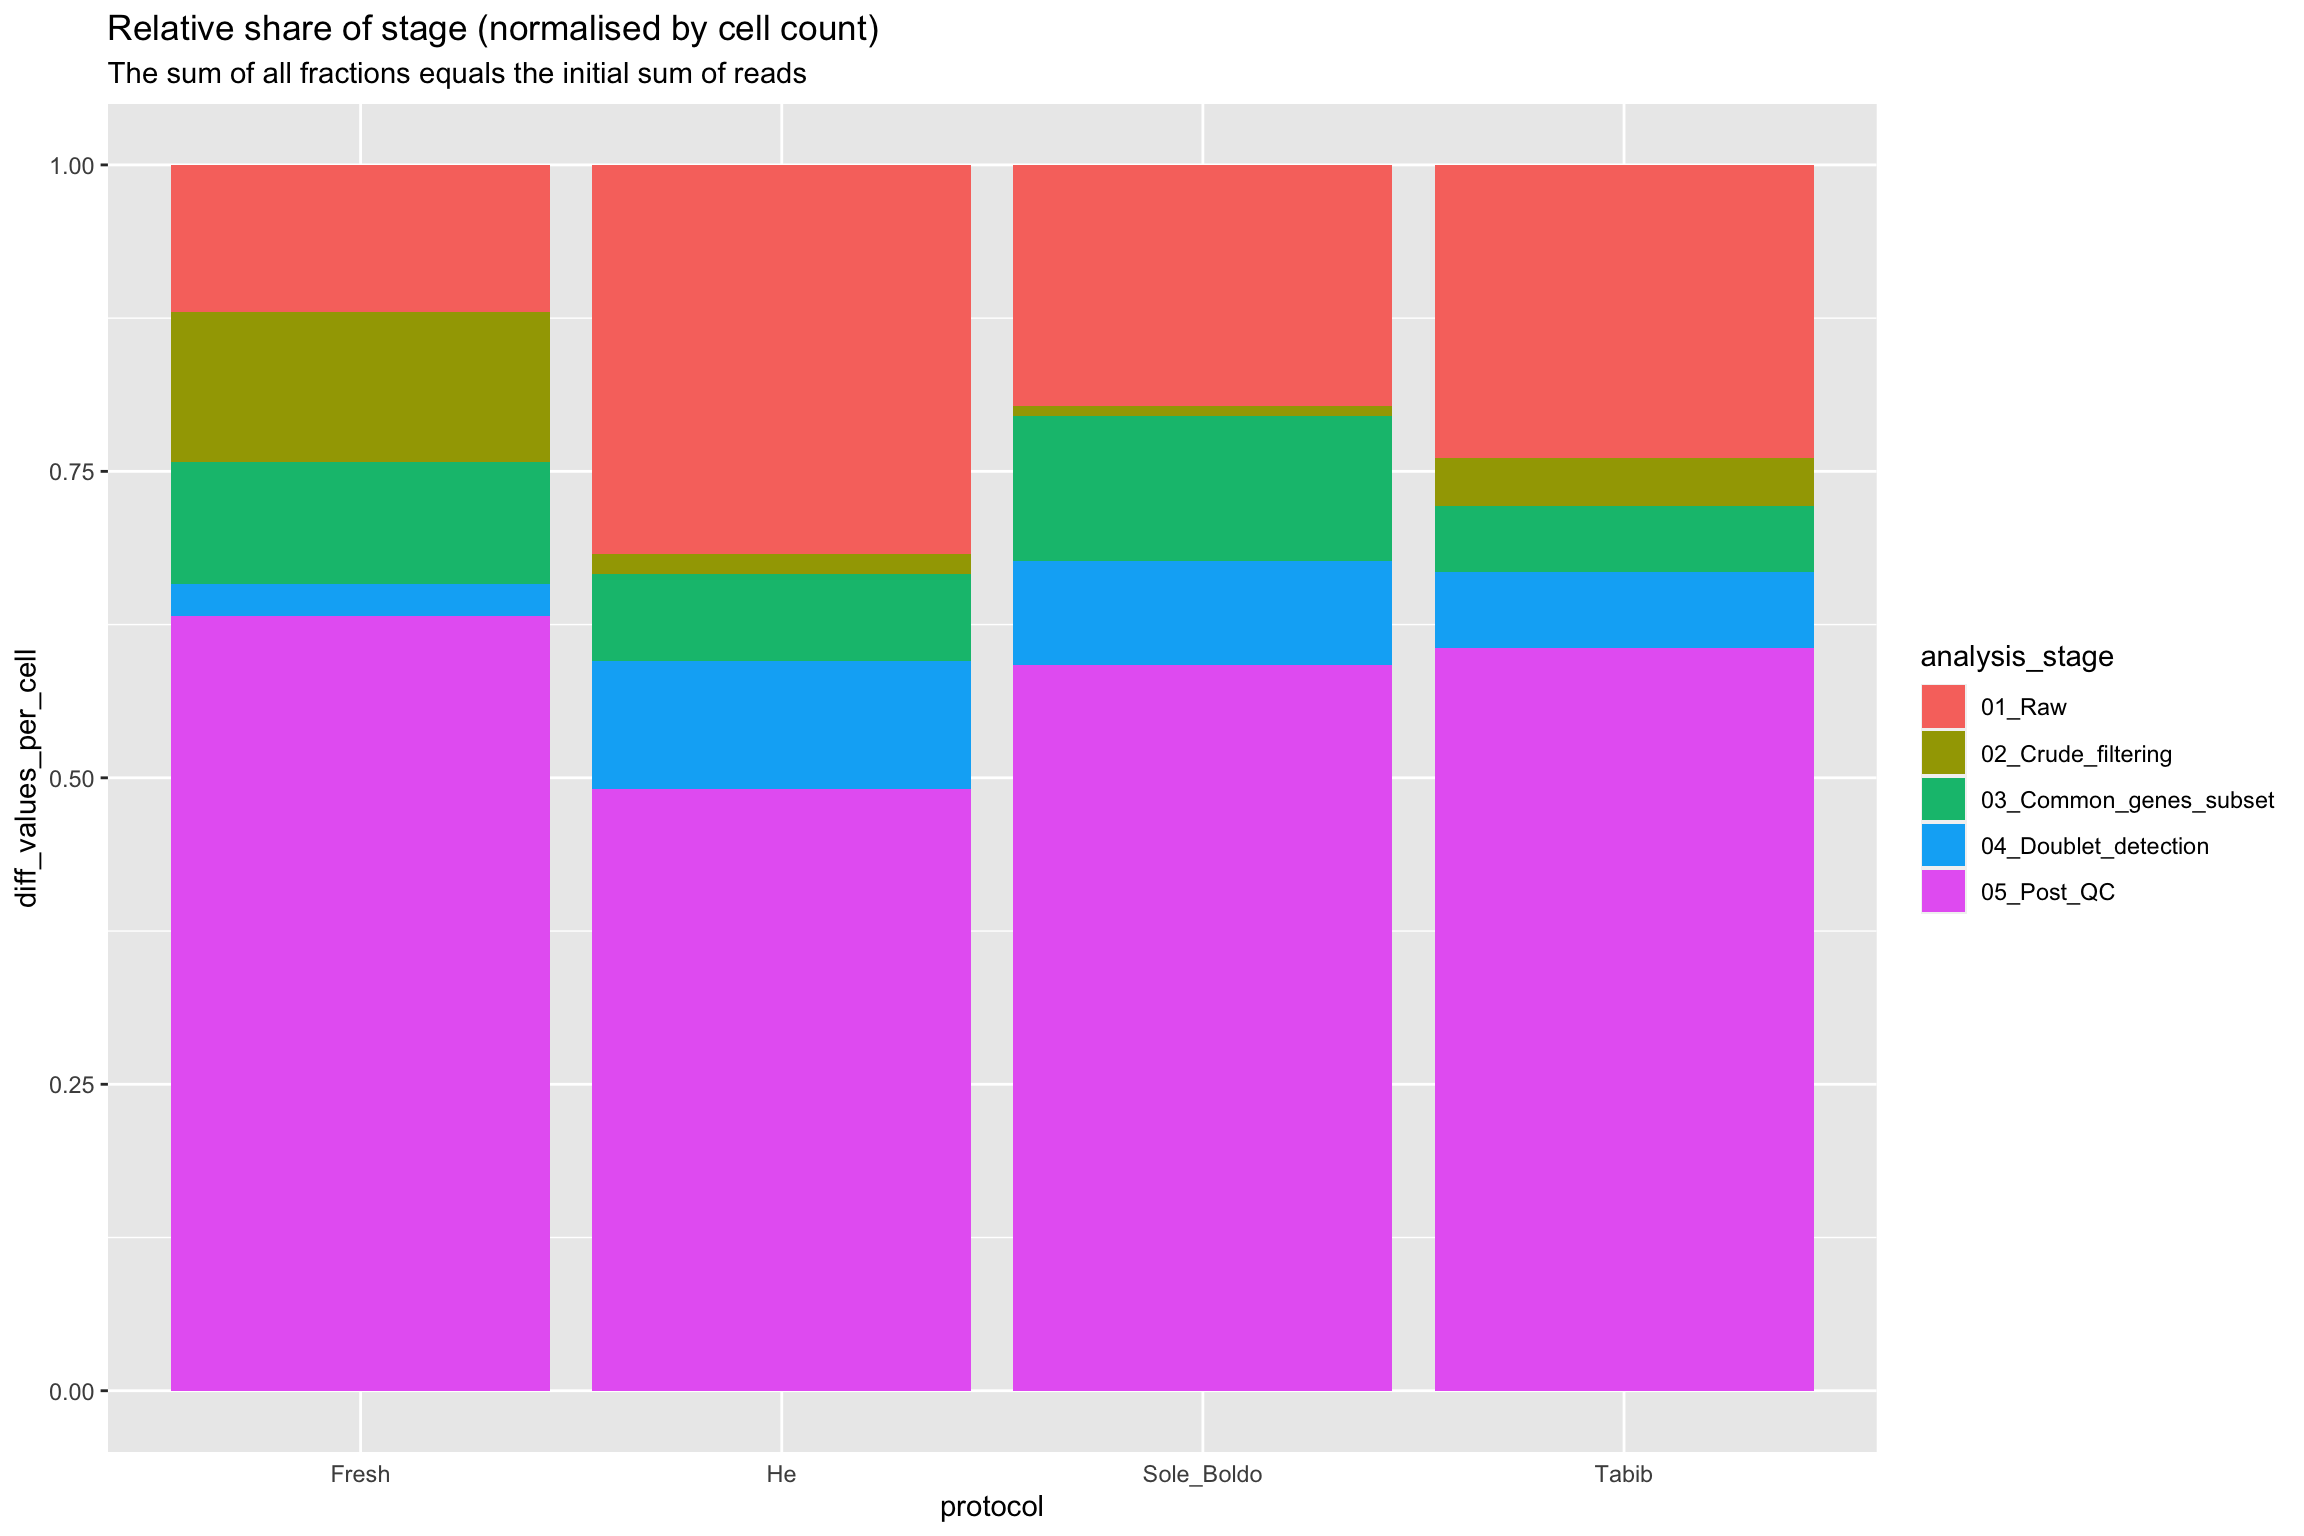 Relative share of stage (normalised by cell count)
The sum of all fractions equals the initial sum of reads
diff_values_per_cell
1.00
0.75
0.50
0.25
0.00
Fresh
He
Sole_Boldo
Tabib
protocol
analysis_stage
01_Raw
02_Crude_filtering
03_Common_genes_subset
04_Doublet_detection
05_Post_QC